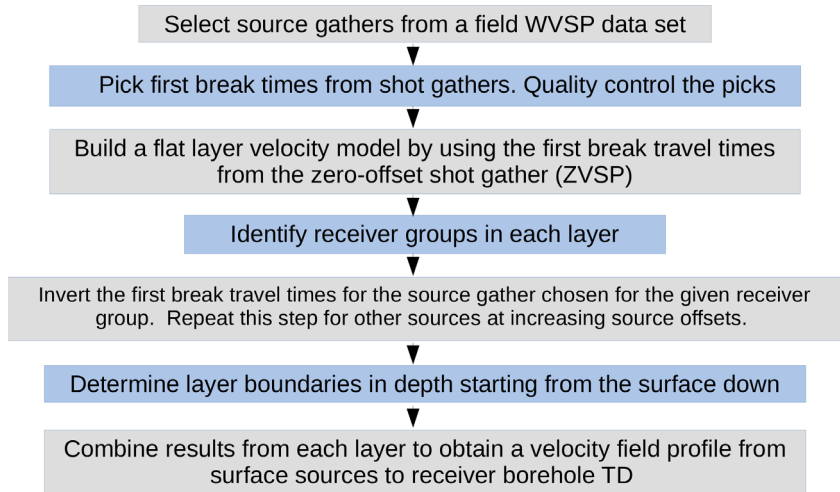 Select source gathers from a field WVSP data set
Pick first break times from shot gathers. Quality control the picks
Build a flat layer velocity model by using the first break travel times
from the zero-offset shot gather (ZVSP)
Identify receiver groups in each layer
Invert the first break travel times for the source gather chosen for the given receiver
group.  Repeat this step for other sources at increasing source offsets.
Determine layer boundaries in depth starting from the surface down
Combine results from each layer to obtain a velocity field profile from
surface sources to receiver borehole TD